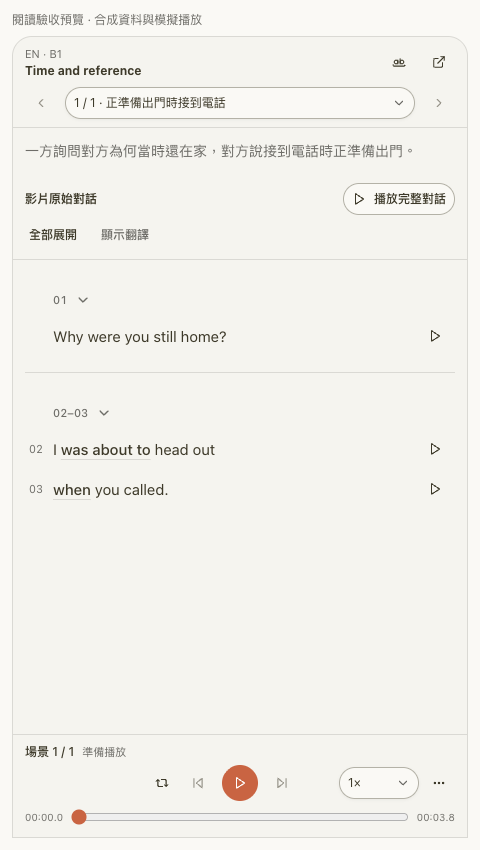 閱讀驗收預覽 · 合成資料與模擬播放
EN · B1
Time and reference
ab
1 / 1 · 正準備出門時接到電話
一方詢問對方為何當時還在家，對方說接到電話時正準備出門。
影片原始對話
播放完整對話
全部展開 顯示翻譯
01
Why were you still home?
02–03
02 I was about to head out
03 when you called.
場景 1 / 1 準備播放
1x
00:00.0 00:03.8